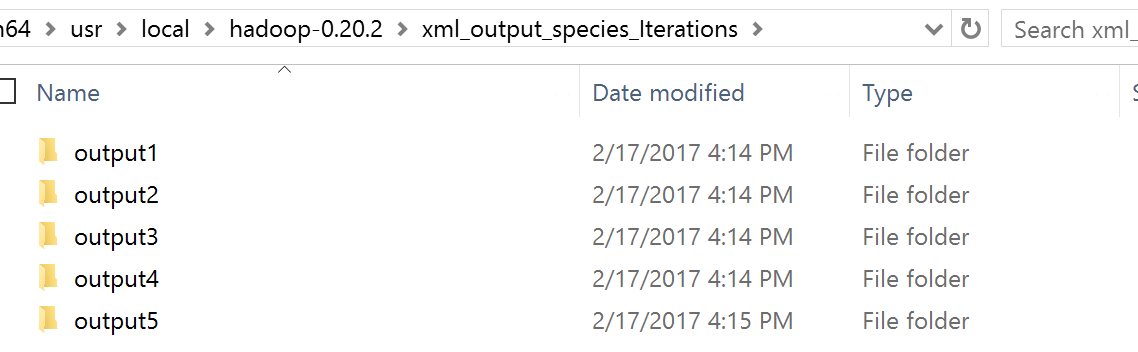 n64 > usr > local > hadoop-0.20.2 > xml_output_species_Iterations > Search xml_
Name Date modified Type S
output1 2/17/2017 4:14 PM File folder
output2 2/17/2017 4:14 PM File folder
output3 2/17/2017 4:14 PM File folder
output4 2/17/2017 4:14 PM File folder
output5 2/17/2017 4:15 PM File folder